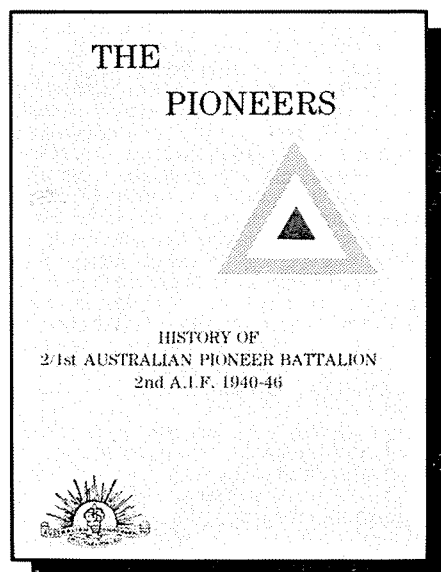 THE
PIONEERS
HISTORY OF
2/1st AUSTRALIAN PIONEER BATTALION
2nd A.I.F. 1940-46